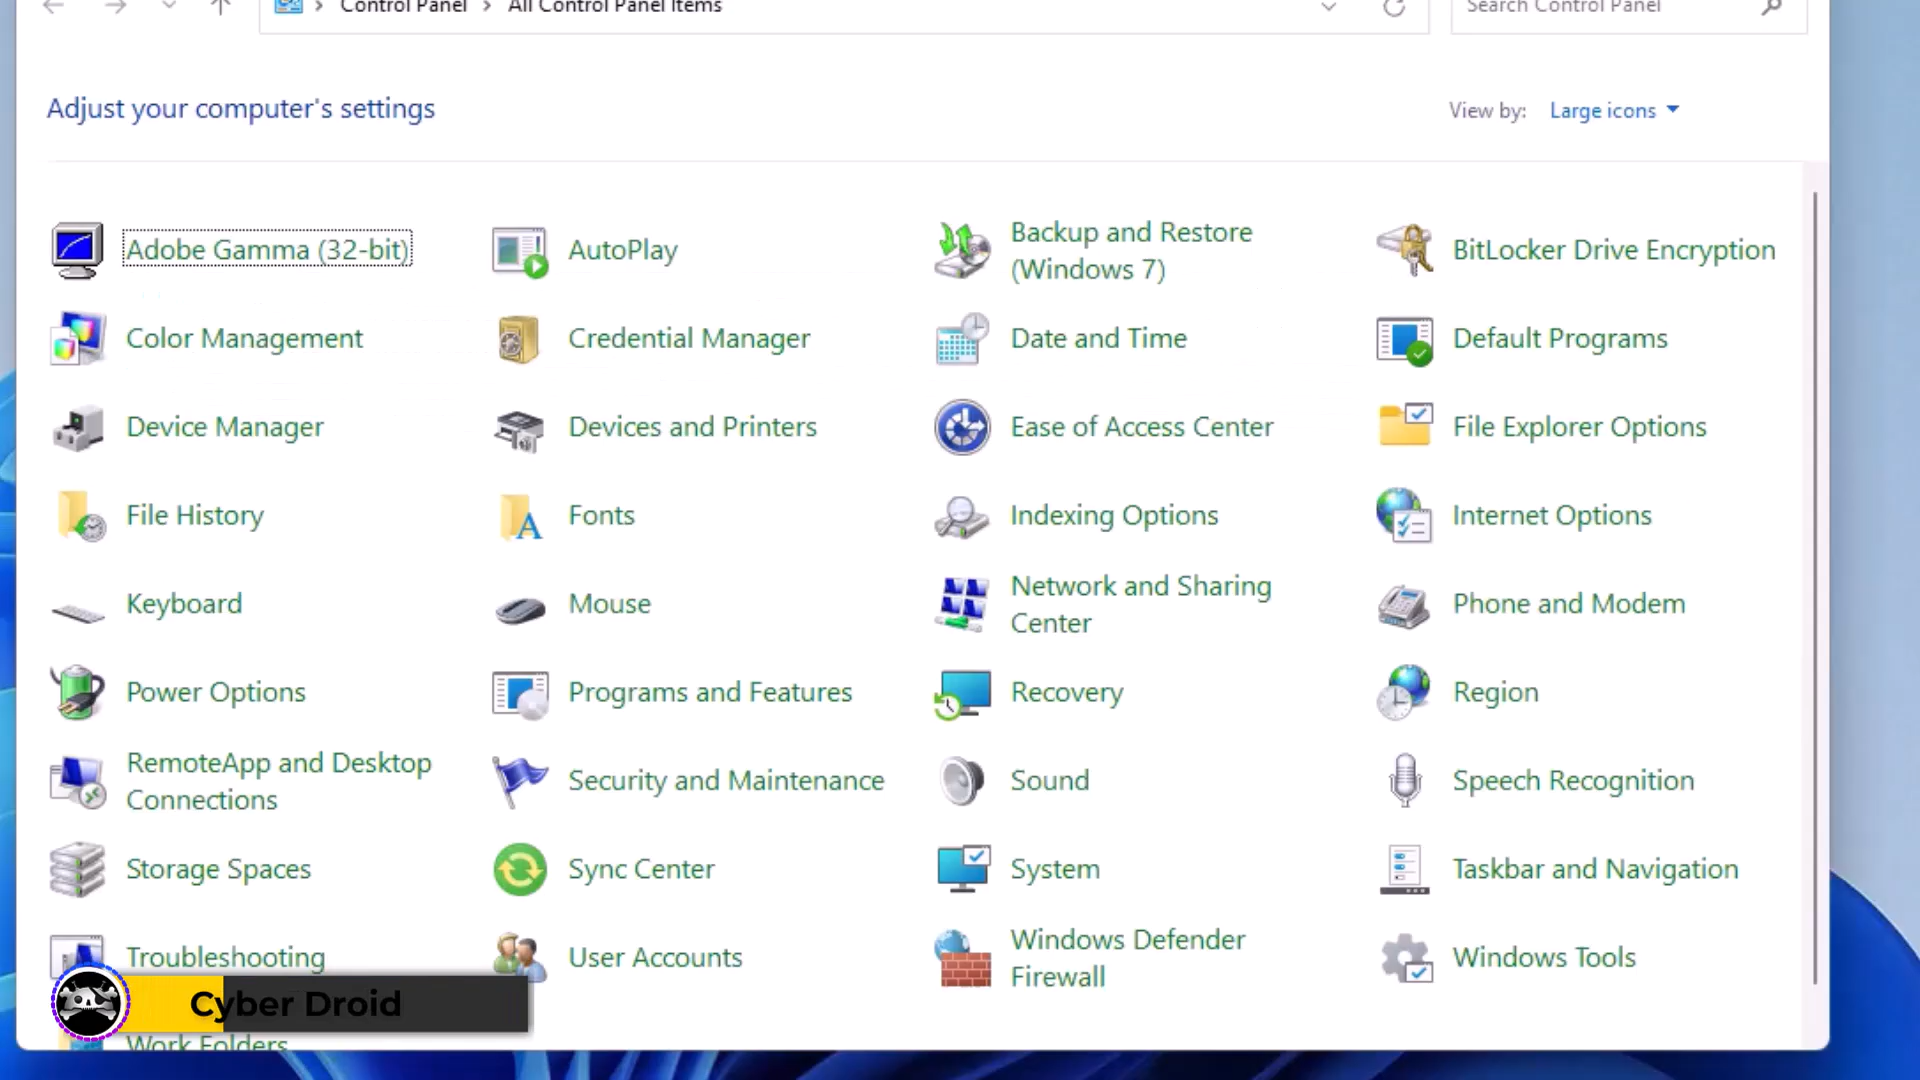 Control Panel > All Control Panel Items
Search Control Panel
Adjust your computer's settings
View by: Large icons
Adobe Gamma (32-bit)
AutoPlay
Backup and Restore
(Windows 7)
BitLocker Drive Encryption
Color Management
Credential Manager
Date and Time
Default Programs
Device Manager
Devices and Printers
Ease of Access Center
File Explorer Options
File History
Fonts
Indexing Options
Internet Options
Keyboard
Mouse
Network and Sharing
Center
Phone and Modem
Power Options
Programs and Features
Recovery
Region
RemoteApp and Desktop
Connections
Security and Maintenance
Sound
Speech Recognition
Storage Spaces
Sync Center
System
Taskbar and Navigation
Troubleshooting
User Accounts
Windows Defender
Firewall
Windows Tools
Cyber Droid
Work Folders